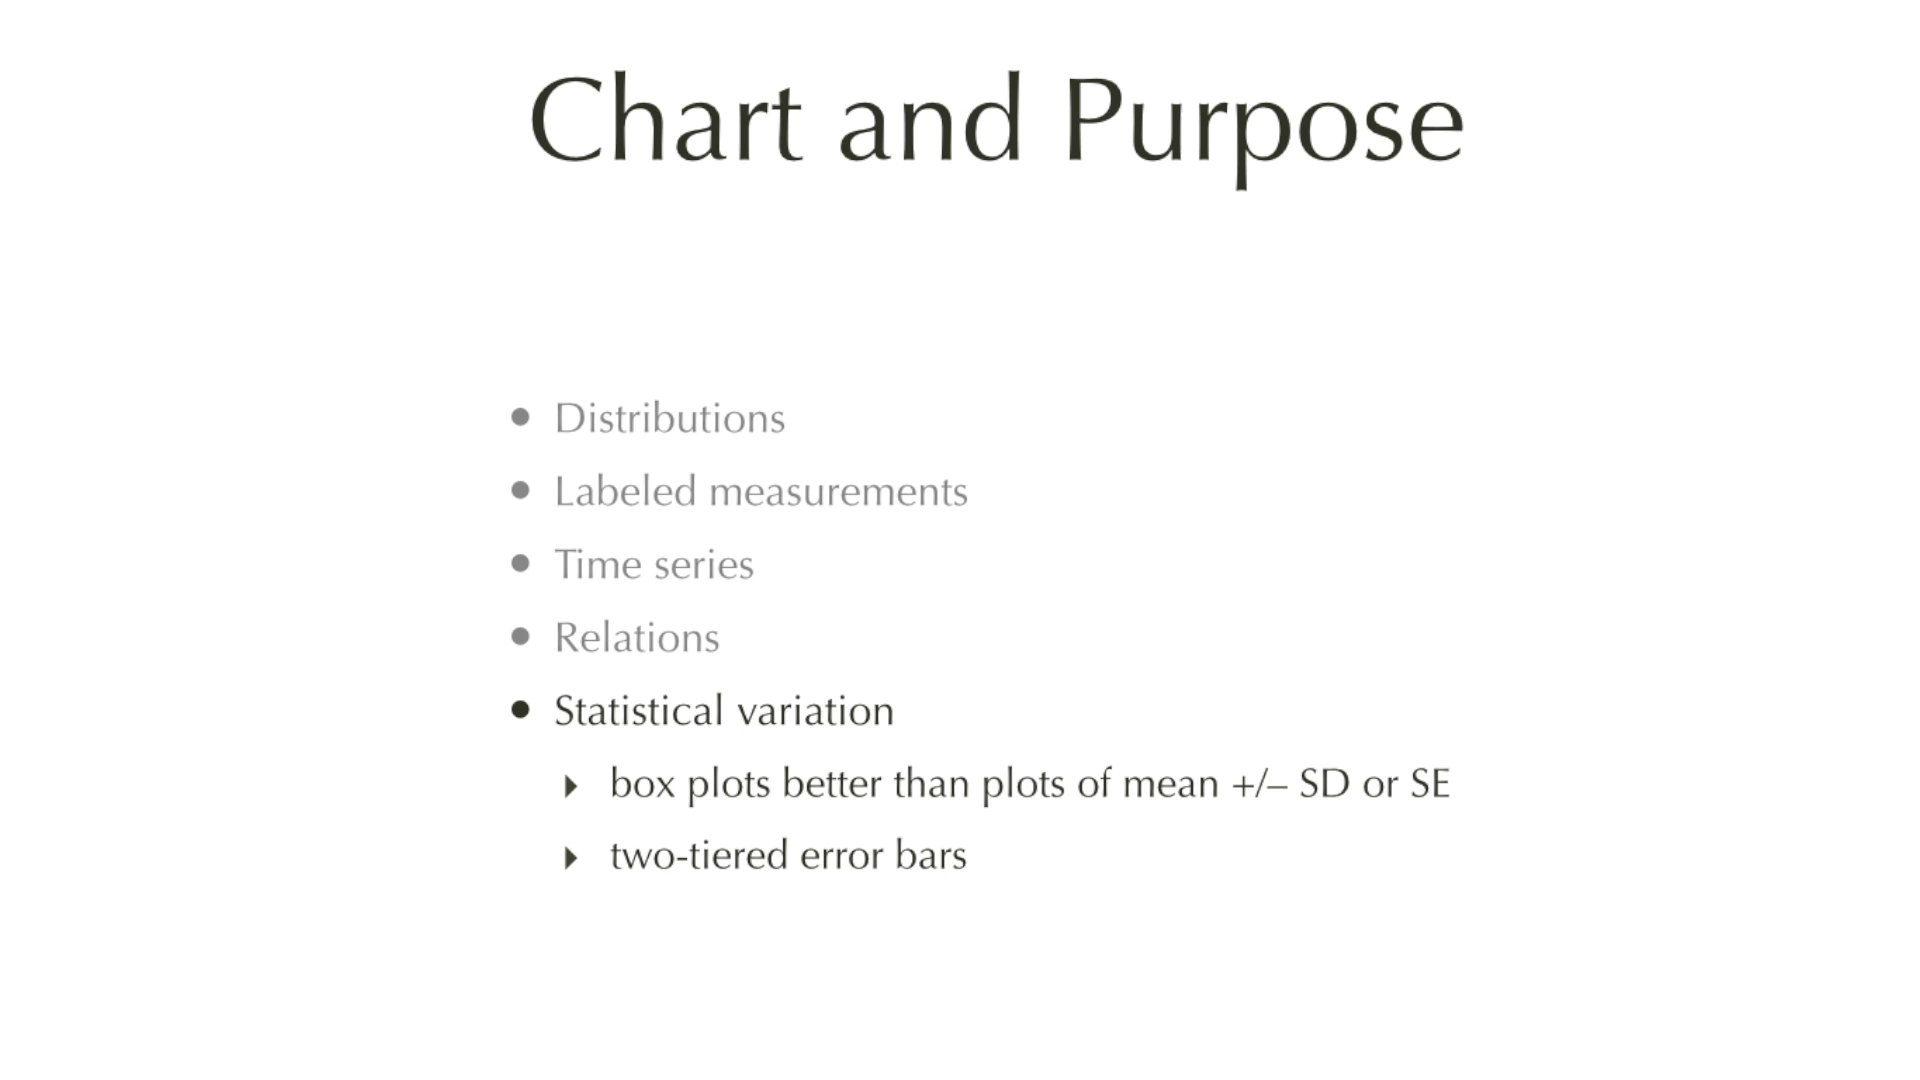 Chart and Purpose
• Distributions
• Labeled measurements
• Time series
• Relations
• Statistical variation
‣ box plots better than plots of mean +/– SD or SE
‣ two-tiered error bars